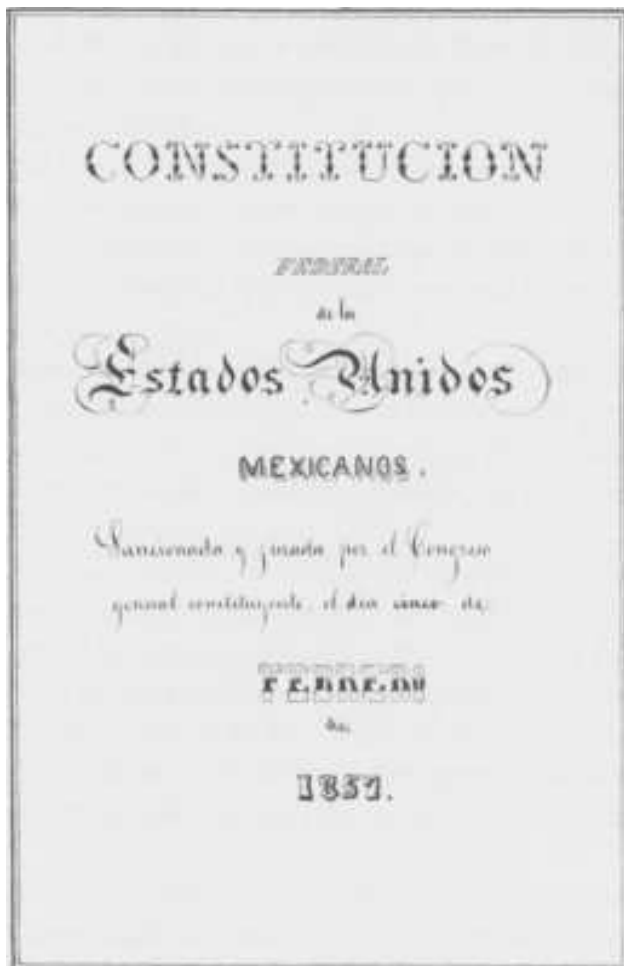 CONSTITUCION
FEDERAL
de los
Estados Unidos
MEXICANOS.
Sancionada y jurada por el Congreso
general constituyente, el dia cinco de
FEBRERO
de
1857.